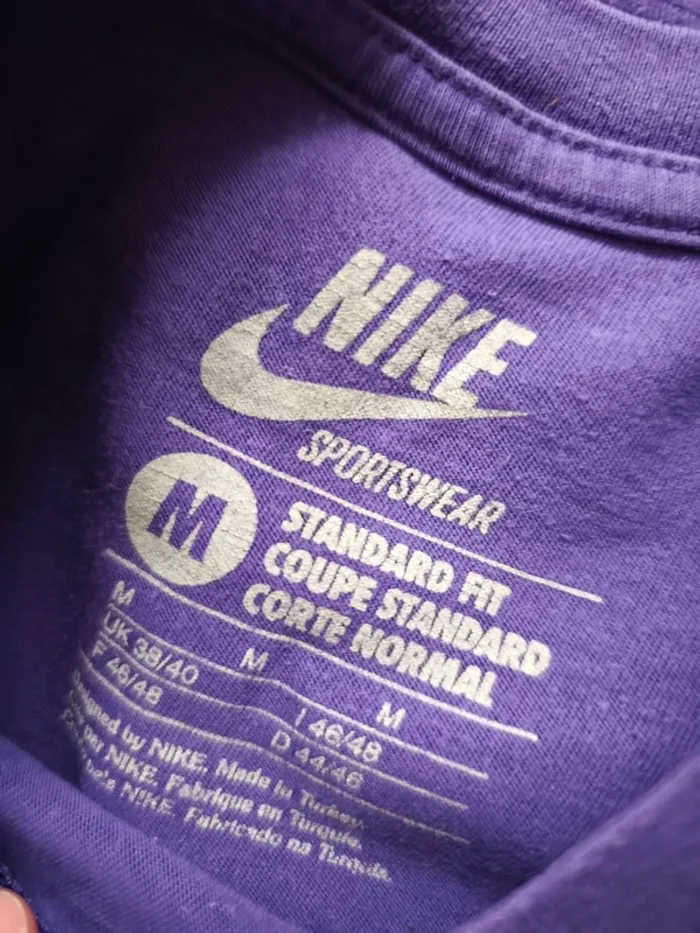 NIKE
SPORTSWEAR
M
STANDARD FIT
COUPE STANDARD
CORTE NORMAL
M M M
UK 38/40 I 46/48
F 46/48 D 44/46
by NIKE. Made in Turkey.
par NIKE. Fabriqué en Turquie.
NIKE. Fabricado na Turquia.